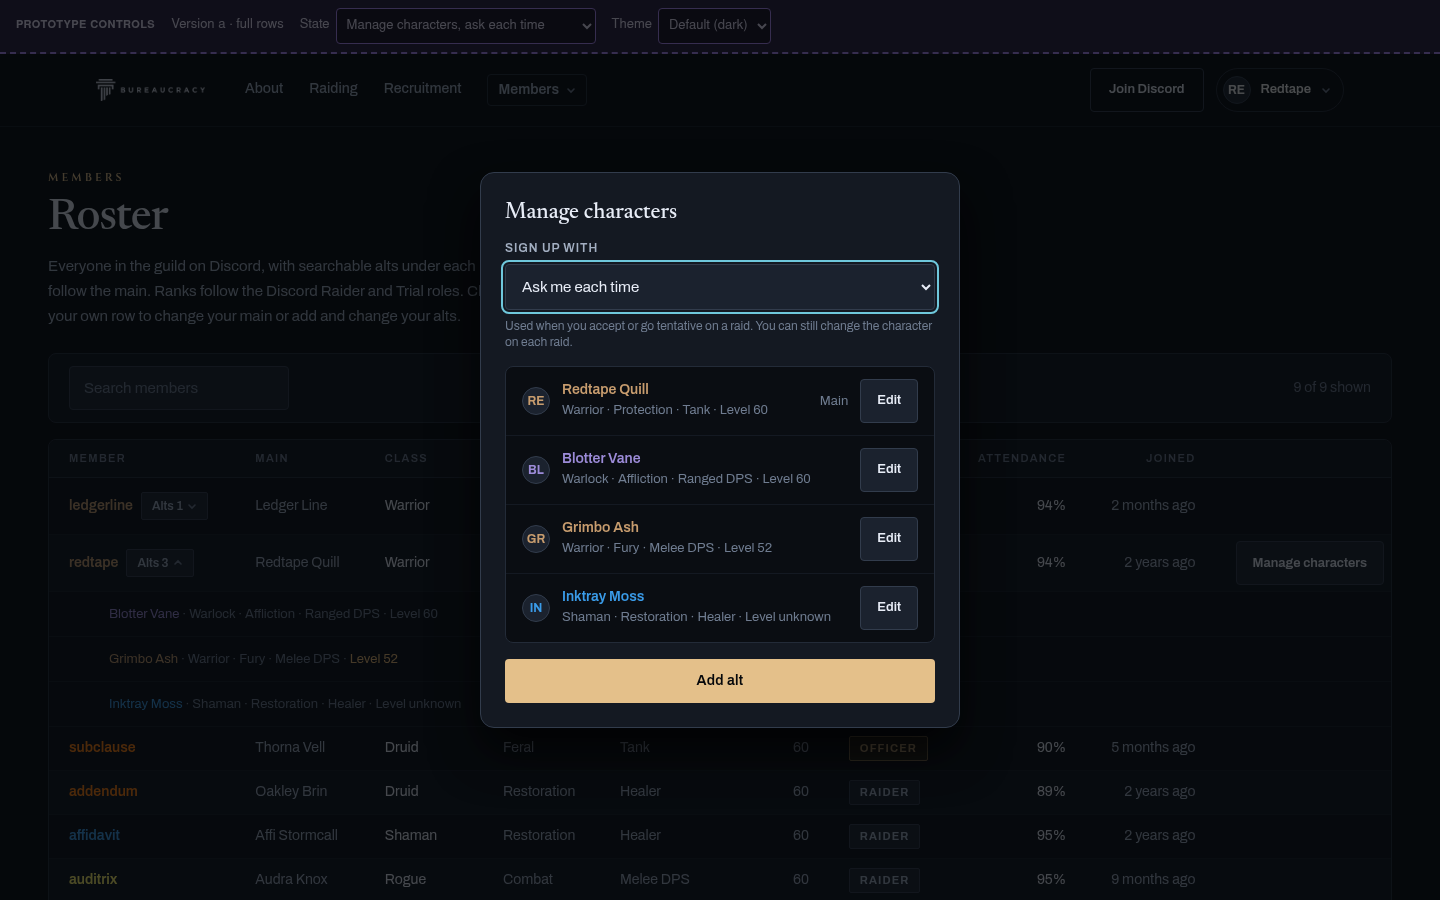 PROTOTYPE CONTROLS Version a · full rows State Manage characters, ask each time Theme Default (dark)
BUREAUCRACY About Raiding Recruitment Members Join Discord RE Redtape
MEMBERS
Roster
Everyone in the guild on Discord, with searchable alts under each
follow the main. Ranks follow the Discord Raider and Trial roles. Cl
your own row to change your main or add and change your alts.
Search members 9 of 9 shown
MEMBER MAIN CLASS ATTENDANCE JOINED
ledgerline Alts 1 Ledger Line Warrior 94% 2 months ago
redtape Alts 3 Redtape Quill Warrior 94% 2 years ago Manage characters
Blotter Vane · Warlock · Affliction · Ranged DPS · Level 60
Grimbo Ash · Warrior · Fury · Melee DPS · Level 52
Inktray Moss · Shaman · Restoration · Healer · Level unknown
subclause Thorna Vell Druid Feral Tank 60 OFFICER 90% 5 months ago
addendum Oakley Brin Druid Restoration Healer 60 RAIDER 89% 2 years ago
affidavit Affi Stormcall Shaman Restoration Healer 60 RAIDER 95% 2 years ago
auditrix Audra Knox Rogue Combat Melee DPS 60 RAIDER 95% 9 months ago
Manage characters
SIGN UP WITH
Ask me each time
Used when you accept or go tentative on a raid. You can still change the character
on each raid.
RE Redtape Quill Main Edit
Warrior · Protection · Tank · Level 60
BL Blotter Vane Edit
Warlock · Affliction · Ranged DPS · Level 60
GR Grimbo Ash Edit
Warrior · Fury · Melee DPS · Level 52
IN Inktray Moss Edit
Shaman · Restoration · Healer · Level unknown
Add alt